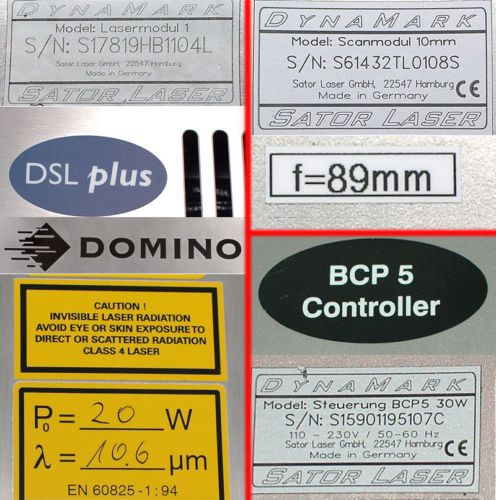 DYNAMARK
Model: Lasermodul 1
S/N: S17819HB1104L
Sator Laser GmbH, 22547 Hamburg
Made in Germany
SATOR LASER
DSL plus
DOMINO
CAUTION !
INVISIBLE LASER RADIATION
AVOID EYE OR SKIN EXPOSURE TO
DIRECT OR SCATTERED RADIATION
CLASS 4 LASER
P0 = 20 W
λ = 10.6 µm
EN 60825-1:94
DYNAMARK
Model: Scanmodul 10mm
S/N: S61432TL0108S
Sator Laser GmbH, 22547 Hamburg
Made in Germany CE
SATOR LASER
f=89mm
BCP 5
Controller
DYNAMARK
Model: Steuerung BCP5 30W
S/N: S15901195107C
110 - 230V / 50-60 Hz
Sator Laser GmbH, 22547 Hamburg
Made in Germany CE
SATOR LASER